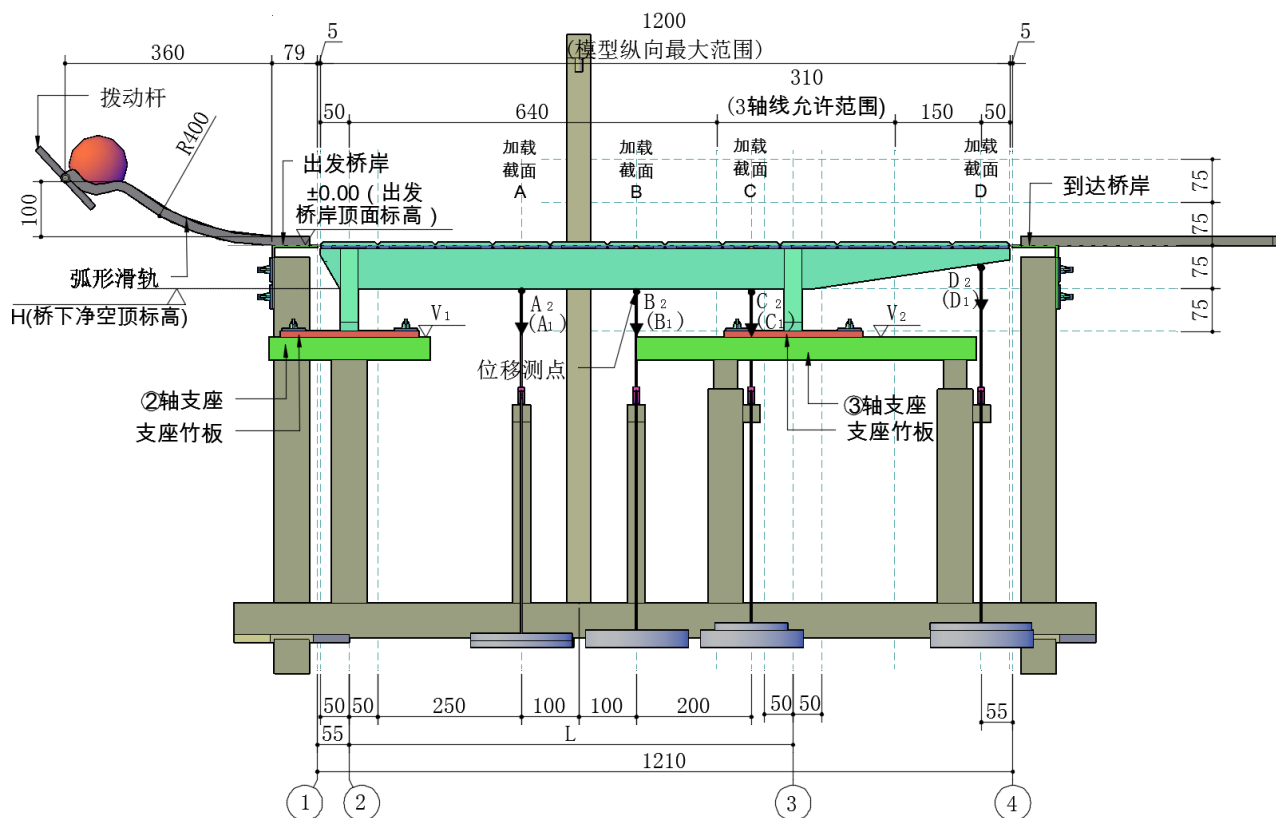 5
1200
5
(模型纵向最大范围)
360
79
310
(3轴线允许范围)
50
640
150
50
拨动杆
R400
加载
截面
A
加载
截面
B
加载
截面
C
加载
截面
D
出发桥岸
±0.00（出发
桥岸顶面标高）
到达桥岸
100
75
75
75
75
弧形滑轨
H(桥下净空顶标高)
A2
(A1)
B2
(B1)
C2
(C1)
D2
(D1)
V1
V2
位移测点
②轴支座
支座竹板
③轴支座
支座竹板
50
50
250
100
100
200
50
50
55
55
L
1210
1
2
3
4